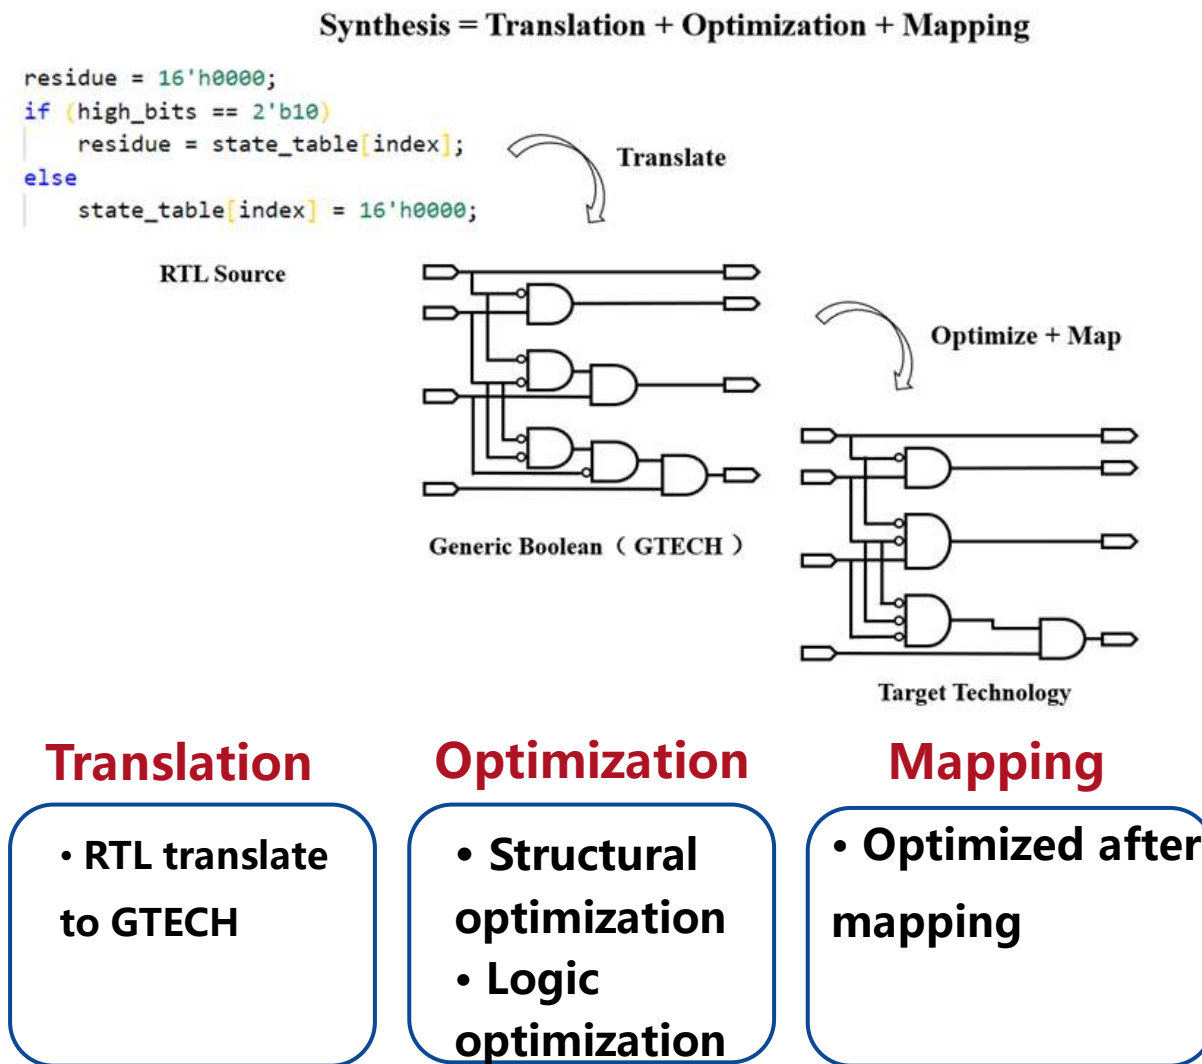 Synthesis = Translation + Optimization + Mapping
residue = 16'h0000;
if (high_bits == 2'b10)
residue = state_table[index];
else
state_table[index] = 16'h0000;
Translate
RTL Source
Optimize + Map
Generic Boolean（ GTECH ）
Target Technology
Translation
• RTL translate
to GTECH
Optimization
• Structural
optimization
• Logic
optimization
Mapping
• Optimized after
mapping